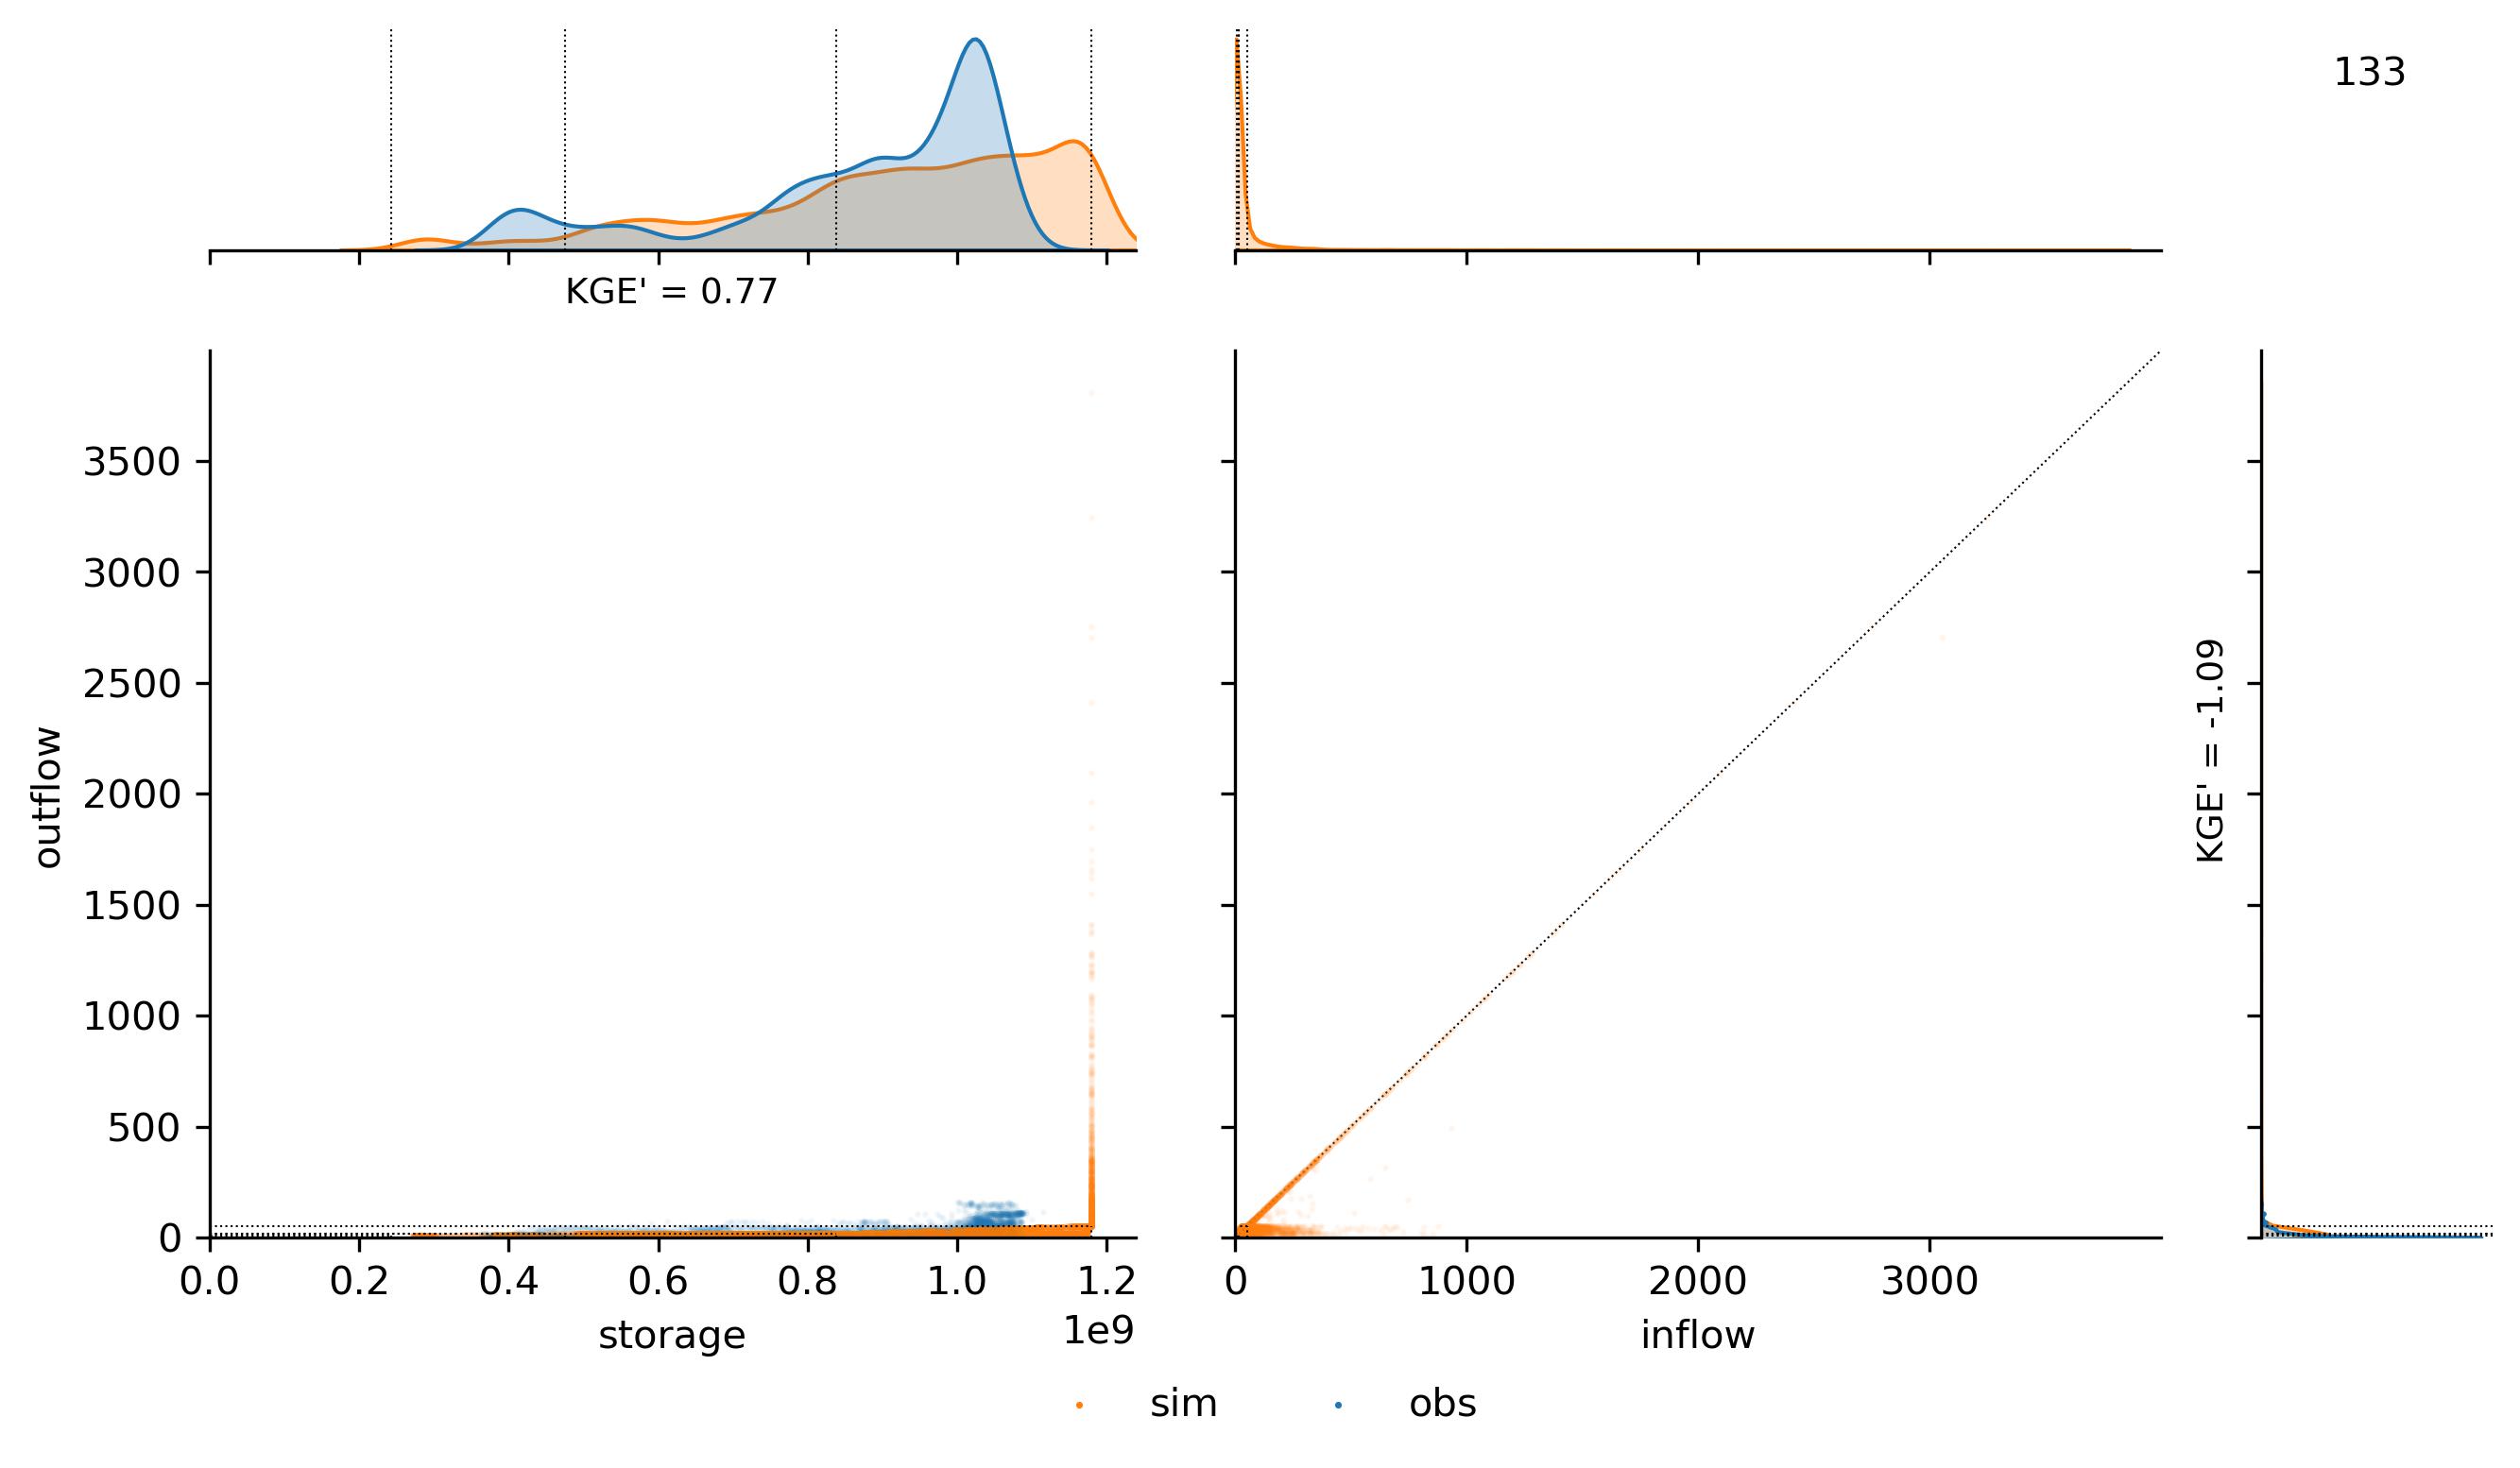 133
KGE' = 0.77
3500
3000
2500
2000
1500
1000
500
0
outflow
KGE' = -1.09
0.0 0.2 0.4 0.6 0.8 1.0 1.2
1e9
storage
0 1000 2000 3000
inflow
sim obs